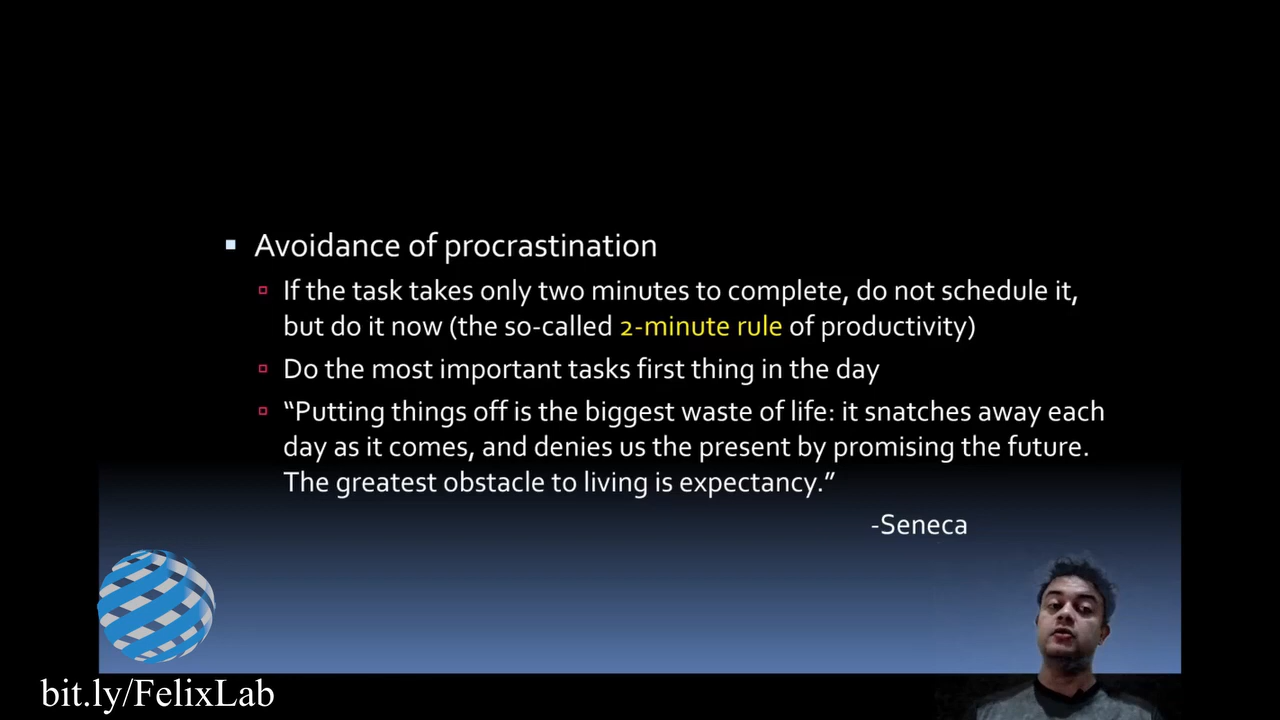 Avoidance of procrastination
If the task takes only two minutes to complete, do not schedule it,
but do it now (the so-called 2-minute rule of productivity)
Do the most important tasks first thing in the day
“Putting things off is the biggest waste of life: it snatches away each
day as it comes, and denies us the present by promising the future.
The greatest obstacle to living is expectancy.”
-Seneca
bit.ly/FelixLab